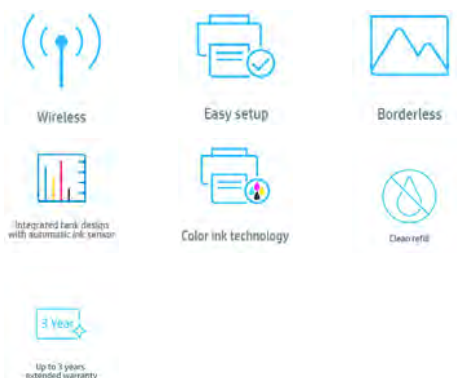 Wireless
Easy setup
Borderless
Integrated tank design
with automatic ink sensor
Color ink technology
Clean refill
3 Year
Up to 3 years
extended warranty